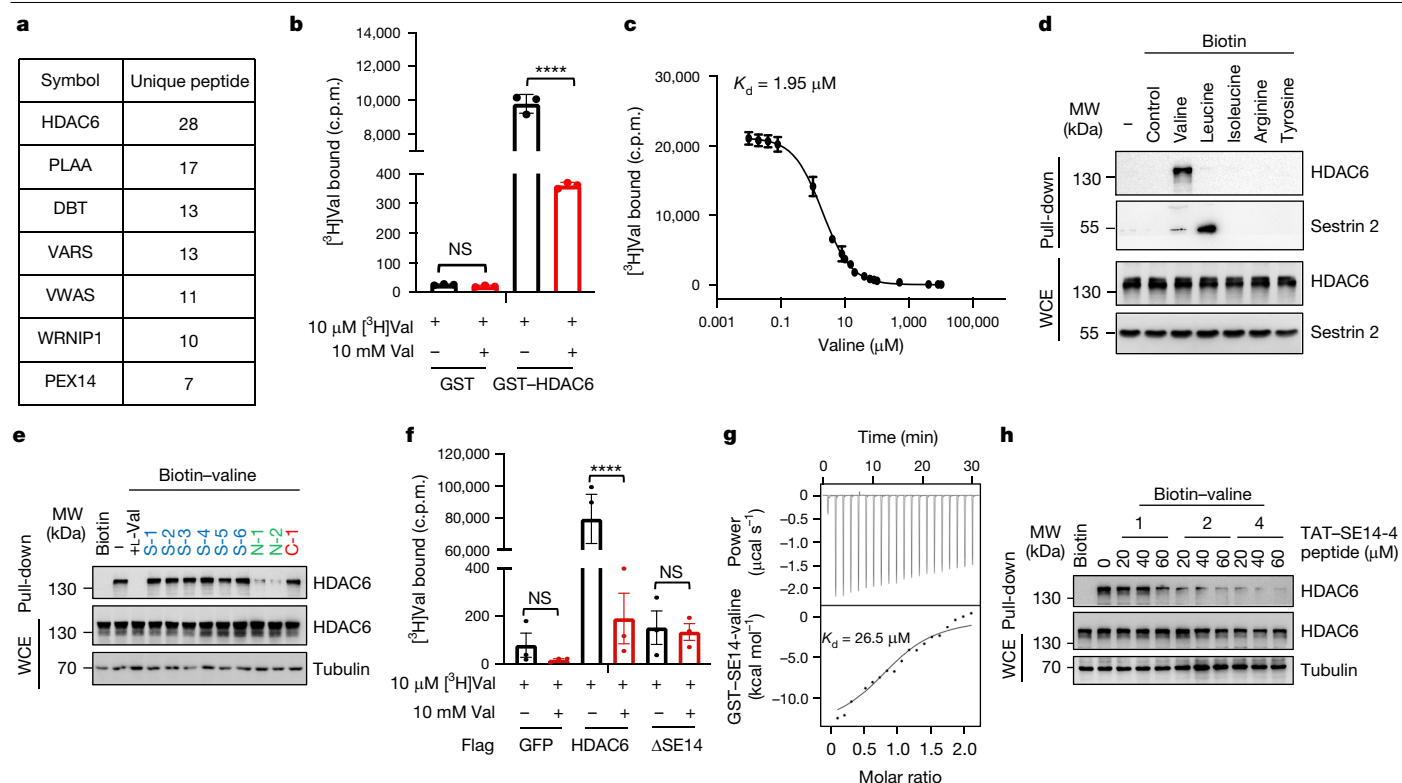 a
Symbol Unique peptide
HDAC6 28
PLAA 17
DBT 13
VARS 13
VWAS 11
WRNIP1 10
PEX14 7
b
[³H]Val bound (c.p.m.)
14,000
12,000
10,000
8,000
400
300
200
100
0
NS
****
10 μM [³H]Val + + + +
10 mM Val − + − +
GST GST–HDAC6
c
[³H]Val bound (c.p.m.)
30,000
20,000
10,000
0
Kd = 1.95 μM
0.001 0.1 10 1,000 100,000
Valine (μM)
d
Biotin
MW (kDa)
− Control Valine Leucine Isoleucine Arginine Tyrosine
Pull-down
130 HDAC6
55 Sestrin 2
WCE
130 HDAC6
55 Sestrin 2
e
Biotin–valine
MW (kDa)
Biotin − +L-Val S-1 S-2 S-3 S-4 S-5 S-6 N-1 N-2 C-1
Pull-down
130 HDAC6
WCE
130 HDAC6
70 Tubulin
f
[³H]Val bound (c.p.m.)
120,000
100,000
80,000
60,000
400
200
0
NS
****
NS
10 μM [³H]Val + + + + + +
10 mM Val − + − + − +
Flag GFP HDAC6 ΔSE14
g
Time (min)
0 10 20 30
Power (μcal s⁻¹)
0
−0.5
−1.0
−1.5
−2.0
GST–SE14-valine (kcal mol⁻¹)
0
−5.0
−10.0
Kd = 26.5 μM
0 0.5 1.0 1.5 2.0
Molar ratio
h
Biotin–valine
MW (kDa)
1 2 4 TAT–SE14-4
Biotin 0 20 40 60 20 40 60 20 40 60 peptide (μM)
Pull-down
130 HDAC6
WCE
130 HDAC6
70 Tubulin